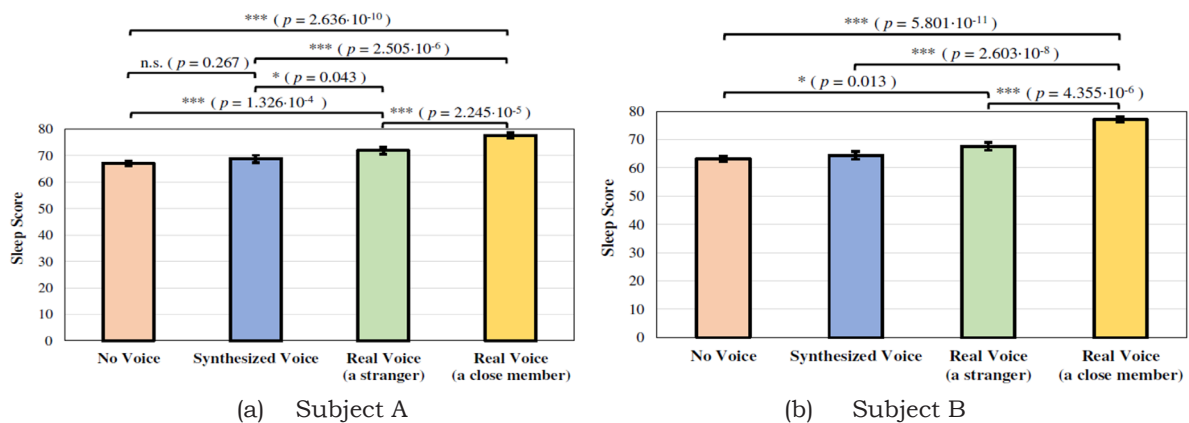 *** ( p = 2.636·10⁻¹⁰ )
*** ( p = 2.505·10⁻⁶ )
n.s. ( p = 0.267 )
* ( p = 0.043 )
*** ( p = 1.326·10⁻⁴ )
*** ( p = 2.245·10⁻⁵ )
80
70
60
50
40
30
20
10
0
Sleep Score
No Voice
Synthesized Voice
Real Voice
(a stranger)
Real Voice
(a close member)
(a) Subject A
*** ( p = 5.801·10⁻¹¹ )
*** ( p = 2.603·10⁻⁸ )
* ( p = 0.013 )
*** ( p = 4.355·10⁻⁶ )
80
70
60
50
40
30
20
10
0
Sleep Score
No Voice
Synthesized Voice
Real Voice
(a stranger)
Real Voice
(a close member)
(b) Subject B